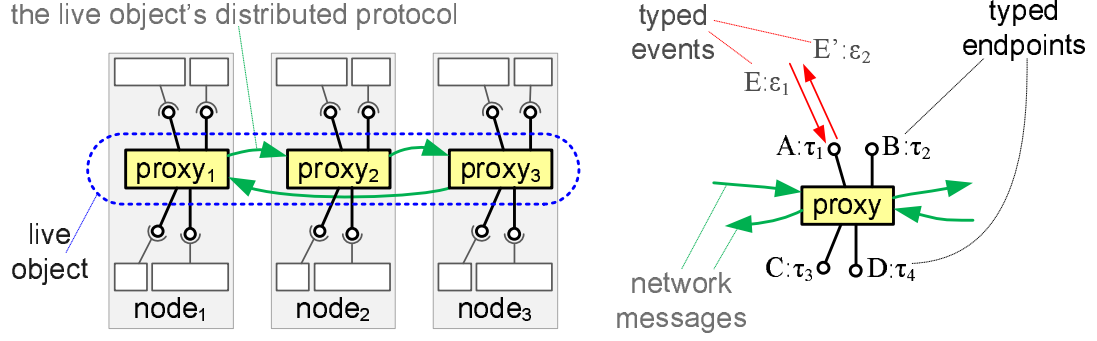 the live object's distributed protocol
proxy₁
proxy₂
proxy₃
live
object
node₁
node₂
node₃
typed
events
E':ε₂
E:ε₁
typed
endpoints
A:τ₁
B:τ₂
proxy
C:τ₃
D:τ₄
network
messages